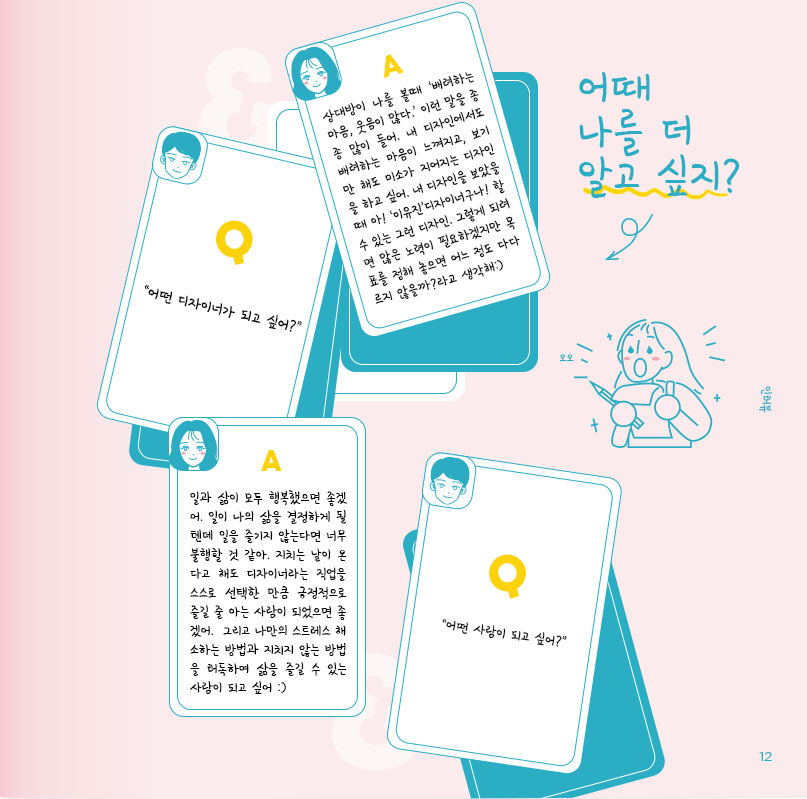 어때
나를 더
알고 싶지?
Q
“어떤 디자이너가 되고 싶어?”
A
상대방이 나를 볼때 ‘배려하는
마음, 웃음이 많다.’ 이런 말을 종
종 많이 들어. 내 디자인에서도
배려하는 마음이 느껴지고, 보기
만 해도 미소가 지어지는 디자인
을 하고 싶어. 내 디자인을 보았을
때 아! ‘이유진’디자이너구나! 할
수 있는 그런 디자인. 그렇게 되려
면 많은 노력이 필요하겠지만 목
표를 정해 놓으면 어느 정도 다다
르지 않을까?라고 생각해:)
오오
인터뷰
Q
“어떤 사람이 되고 싶어?”
A
일과 삶이 모두 행복했으면 좋겠
어. 일이 나의 삶을 결정하게 될
텐데 일을 즐기지 않는다면 너무
불행할 것 같아. 지치는 날이 온
다고 해도 디자이너라는 직업을
스스로 선택한 만큼 긍정적으로
즐길 줄 아는 사람이 되었으면 좋
겠어. 그리고 나만의 스트레스 해
소하는 방법과 지치지 않는 방법
을 터득하며 삶을 즐길 수 있는
사람이 되고 싶어 :)
12